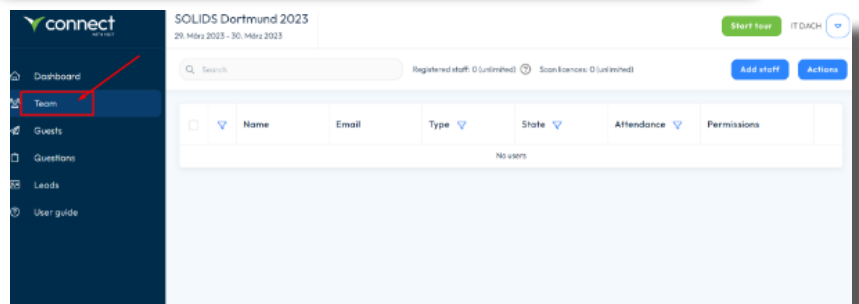 connect
SOLIDS Dortmund 2023
29. März 2023 - 30. März 2023
Start tour
IT DACH
Dashboard
Team
Guests
Questions
Leads
User guide
Search
Registered staff: 0 (unlimited)
Scan licences: 0 (unlimited)
Add staff
Actions
Name
Email
Type
State
Attendance
Permissions
No users